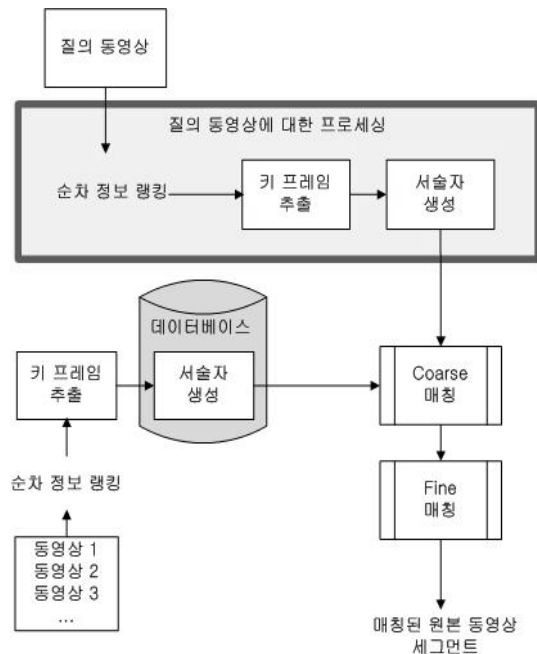 질의 동영상
질의 동영상에 대한 프로세싱
순차 정보 랭킹
키 프레임
추출
서술자
생성
데이터베이스
키 프레임
추출
서술자
생성
Coarse
매칭
순차 정보 랭킹
Fine
매칭
동영상 1
동영상 2
동영상 3
...
매칭된 원본 동영상
세그먼트